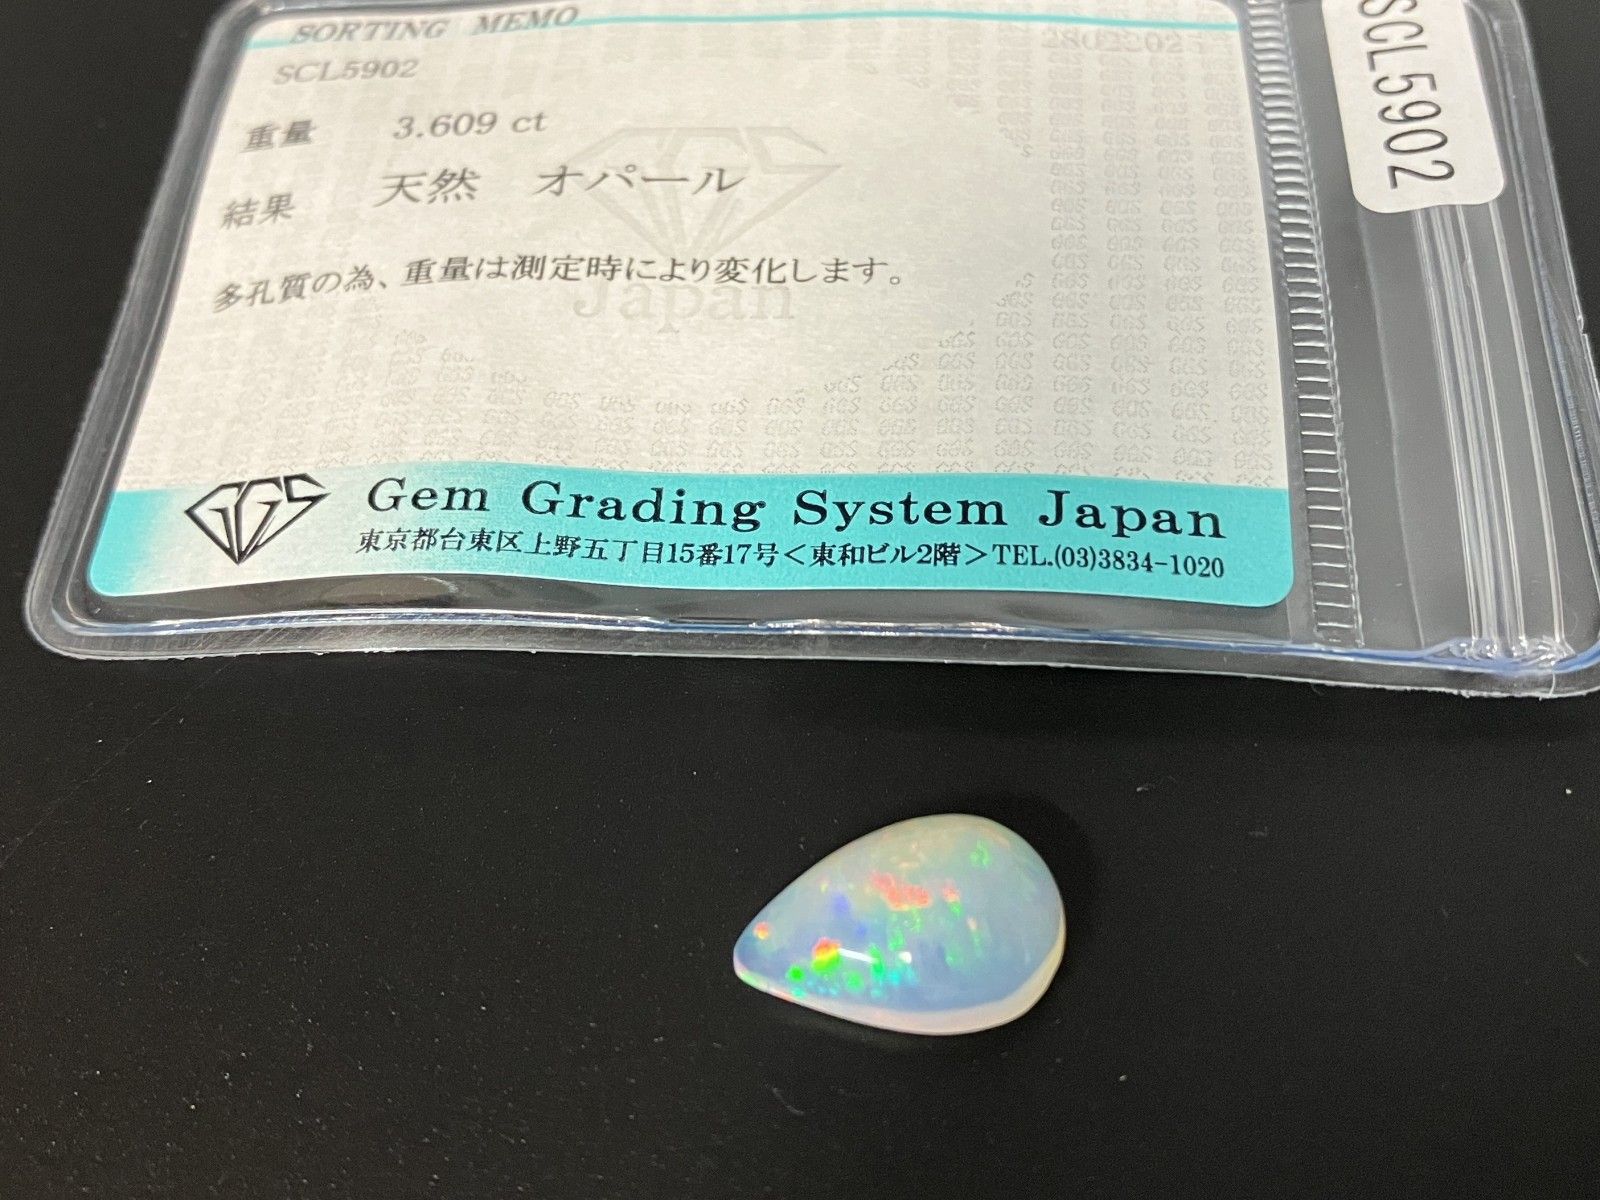 SORTING MEMO
SCL5902
重量 3.609 ct
結果 天然 オパール
多孔質の為、重量は測定時により変化します。
GGS
Japan
GGS Gem Grading System Japan
東京都台東区上野五丁目15番17号<東和ビル2階>TEL.(03)3834-1020
SCL5902